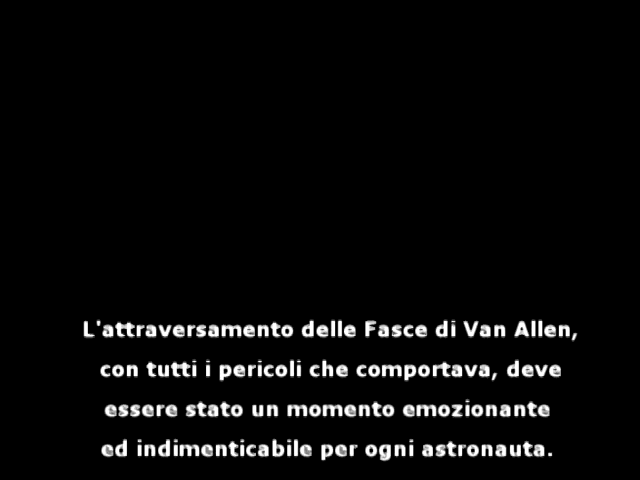 L'attraversamento delle Fasce di Van Allen,
con tutti i pericoli che comportava, deve
essere stato un momento emozionante
ed indimenticabile per ogni astronauta.